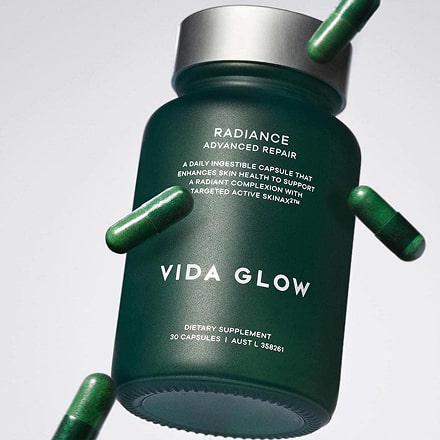 RADIANCE
ADVANCED REPAIR
A DAILY INGESTIBLE CAPSULE THAT
ENHANCES SKIN HEALTH TO SUPPORT
A RADIANT COMPLEXION WITH
TARGETED ACTIVE SKINAX²™
VIDA GLOW
DIETARY SUPPLEMENT
30 CAPSULES | AUST L 358261